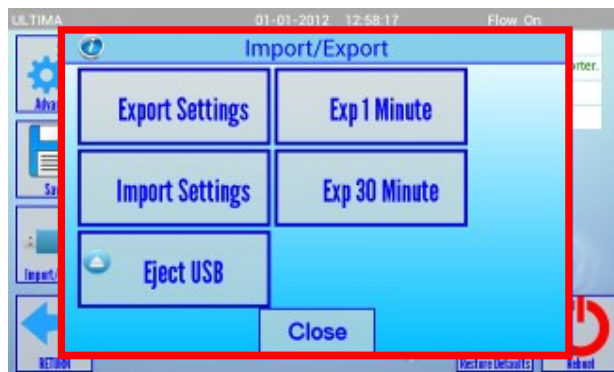 ULTIMA 01-01-2012 12:58:17 Flow On
Import/Export
Export Settings Exp 1 Minute
Import Settings Exp 30 Minute
Eject USB
Close
RETURN Restore Defaults Reboot